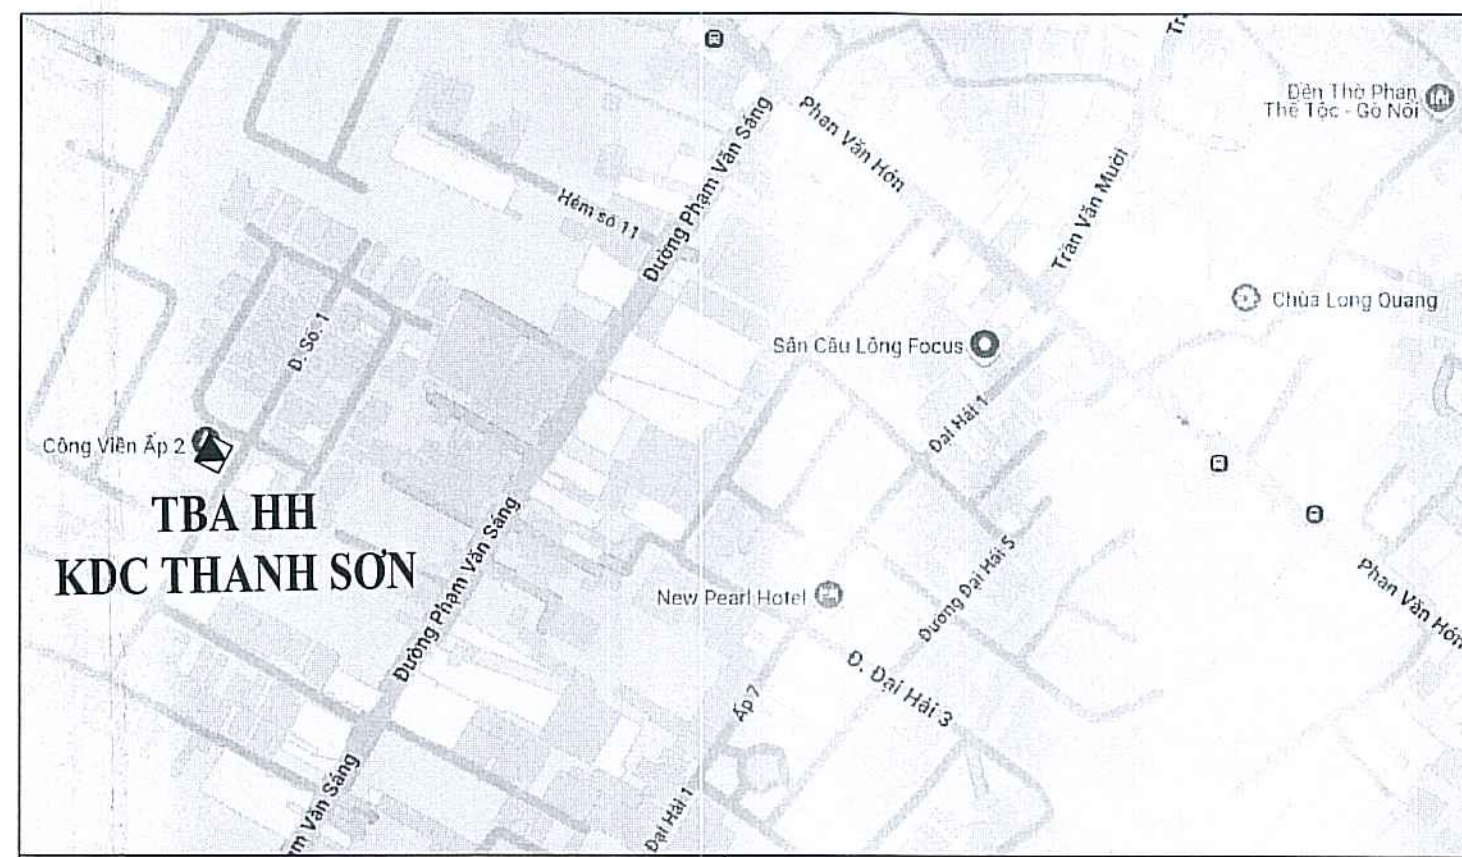 Trầ
Đền Thờ Phan
Thế Tộc - Gò Nổi
Phan Văn Hớn
Đường Phạm Văn Sáng
Trần Văn Mười
Hẻm số 11
Chùa Long Quang
Đ. Số. 1
Sân Cầu Lông Focus
Đại Hải 1
Công Viên Ấp 2
TBA HH
KDC THANH SƠN
Đường Phạm Văn Sáng
Đường Đại Hải 5
Phan Văn Hớn
New Pearl Hotel
Đ. Đại Hải 3
Ấp 7
ạm Văn Sáng
Đại Hải 1